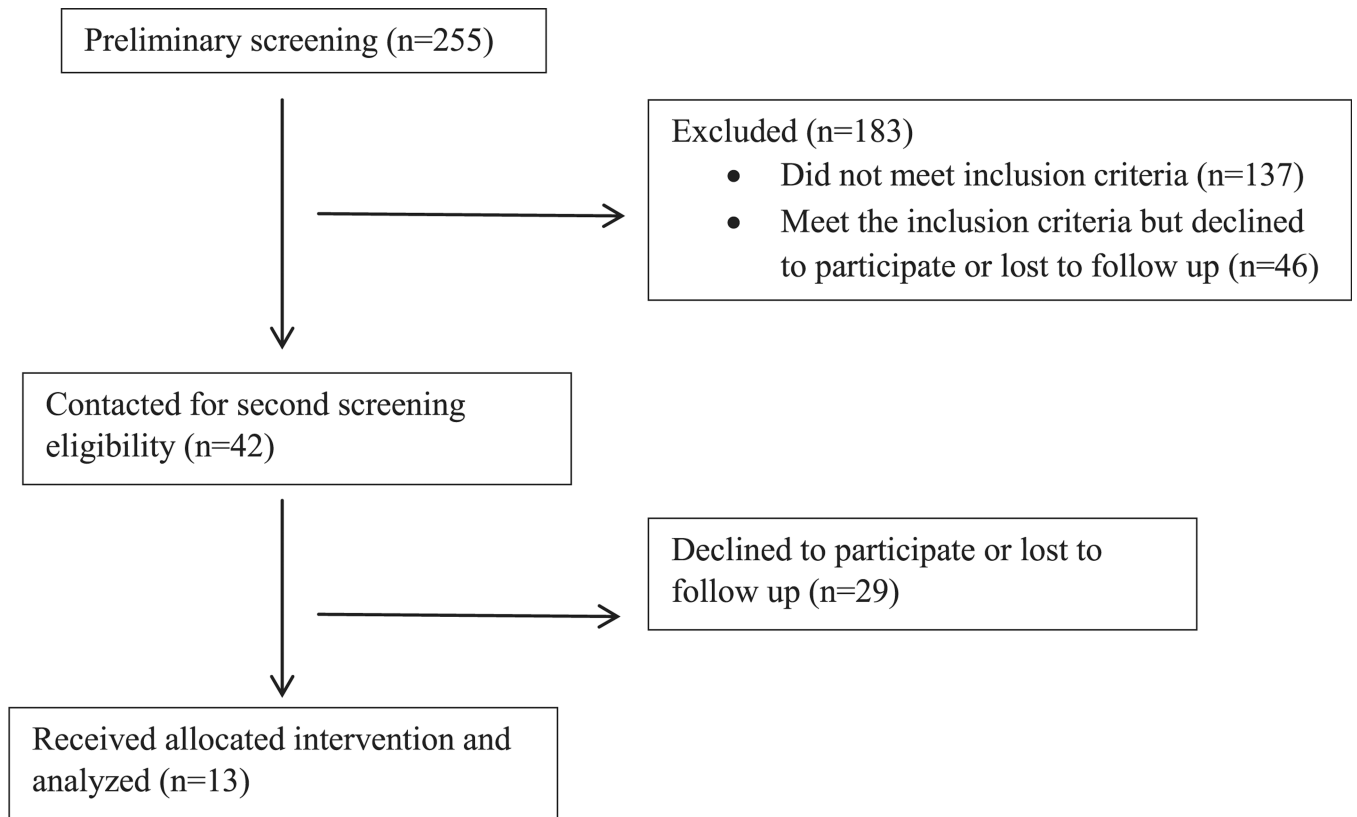 Preliminary screening (n=255)
Excluded (n=183)
• Did not meet inclusion criteria (n=137)
• Meet the inclusion criteria but declined
to participate or lost to follow up (n=46)
Contacted for second screening
eligibility (n=42)
Declined to participate or lost to
follow up (n=29)
Received allocated intervention and
analyzed (n=13)